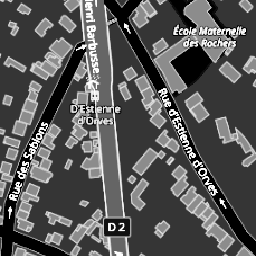 École Maternelle
des Rochers
Henri Barbusse
D'Estienne
d'Orves
Rue d'Estienne d'Orves
Rue des Sablons
D 2